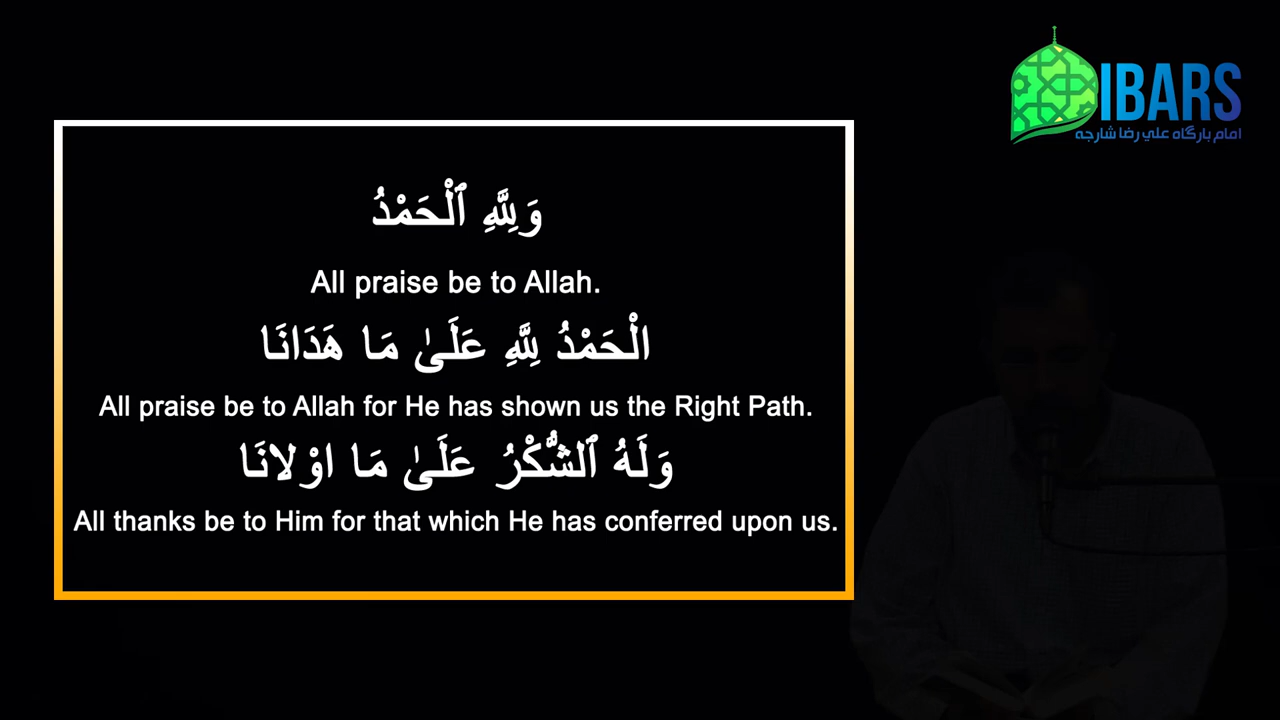 IBARS
امام بارگاه علي رضا شارجه
وَلِلَّهِ ٱلْحَمْدُ
All praise be to Allah.
الْحَمْدُ لِلَّهِ عَلَىٰ مَا هَدَانَا
All praise be to Allah for He has shown us the Right Path.
وَلَهُ ٱلشُّكْرُ عَلَىٰ مَا اوْلانَا
All thanks be to Him for that which He has conferred upon us.